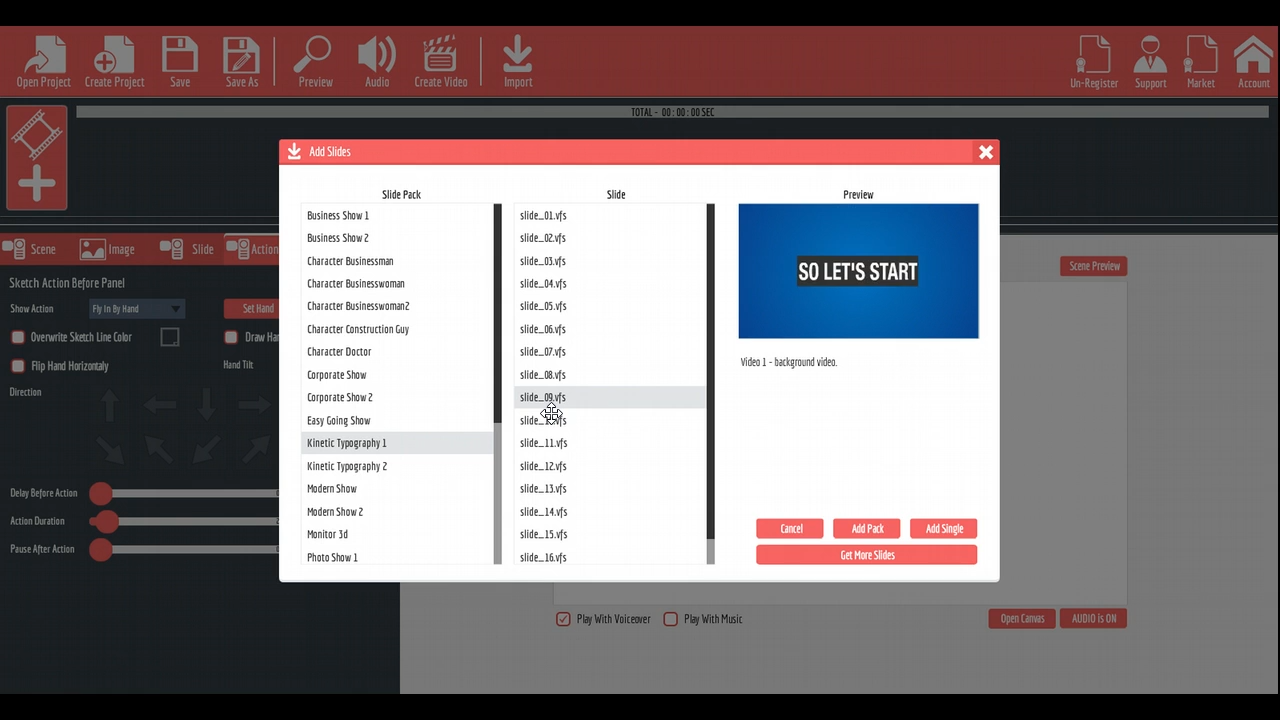 Open Project
Create Project
Save
Save As
Preview
Audio
Create Video
Import
Un-Register
Support
Market
Account
TOTAL - 00 : 00 : 00 SEC
Add Slides
Slide Pack
Slide
Preview
Business Show 1
Business Show 2
Character Businessman
Character Businesswoman
Character Businesswoman2
Character Construction Guy
Character Doctor
Corporate Show
Corporate Show 2
Easy Going Show
Kinetic Typography 1
Kinetic Typography 2
Modern Show
Modern Show 2
Monitor 3d
Photo Show 1
slide_01.vfs
slide_02.vfs
slide_03.vfs
slide_04.vfs
slide_05.vfs
slide_06.vfs
slide_07.vfs
slide_08.vfs
slide_09.vfs
slide_11.vfs
slide_12.vfs
slide_13.vfs
slide_14.vfs
slide_15.vfs
slide_16.vfs
SO LET'S START
Video 1 - background video.
Cancel
Add Pack
Add Single
Get More Slides
Scene
Image
Slide
Action
Sketch Action Before Panel
Show Action
Fly In By Hand
Set Hand
Overwrite Sketch Line Color
Flip Hand Horizontaly
Hand Tilt
Direction
Delay Before Action
Action Duration
Pause After Action
Scene Preview
Play With Voiceover
Play With Music
Open Canvas
AUDIO is ON